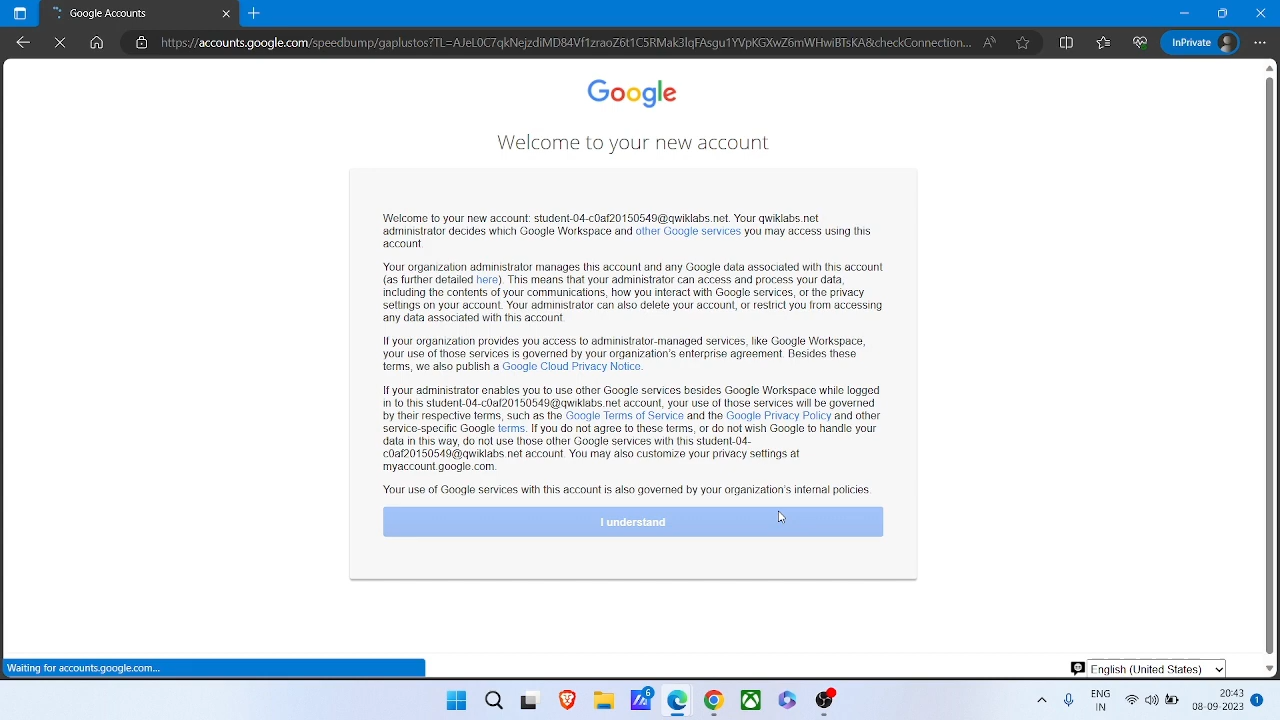 Google Accounts
https://accounts.google.com/speedbump/gaplustos?TL=AJeL0C7qkNejzdiMD84Vf1zraoZ6t1C5RMak3lqFAsgu1YVpKGXwZ6mWHwiBTsKA&checkConnection...
InPrivate
Google
Welcome to your new account
Welcome to your new account: student-04-c0af20150549@qwiklabs.net. Your qwiklabs.net
administrator decides which Google Workspace and other Google services you may access using this
account.
Your organization administrator manages this account and any Google data associated with this account
(as further detailed here). This means that your administrator can access and process your data,
including the contents of your communications, how you interact with Google services, or the privacy
settings on your account. Your administrator can also delete your account, or restrict you from accessing
any data associated with this account.
If your organization provides you access to administrator-managed services, like Google Workspace,
your use of those services is governed by your organization's enterprise agreement. Besides these
terms, we also publish a Google Cloud Privacy Notice.
If your administrator enables you to use other Google services besides Google Workspace while logged
in to this student-04-c0af20150549@qwiklabs.net account, your use of those services will be governed
by their respective terms, such as the Google Terms of Service and the Google Privacy Policy and other
service-specific Google terms. If you do not agree to these terms, or do not wish Google to handle your
data in this way, do not use those other Google services with this student-04-
c0af20150549@qwiklabs.net account. You may also customize your privacy settings at
myaccount.google.com.
Your use of Google services with this account is also governed by your organization's internal policies.
I understand
Waiting for accounts.google.com...
English (United States)
6
ENG
IN
20:43
08-09-2023
1